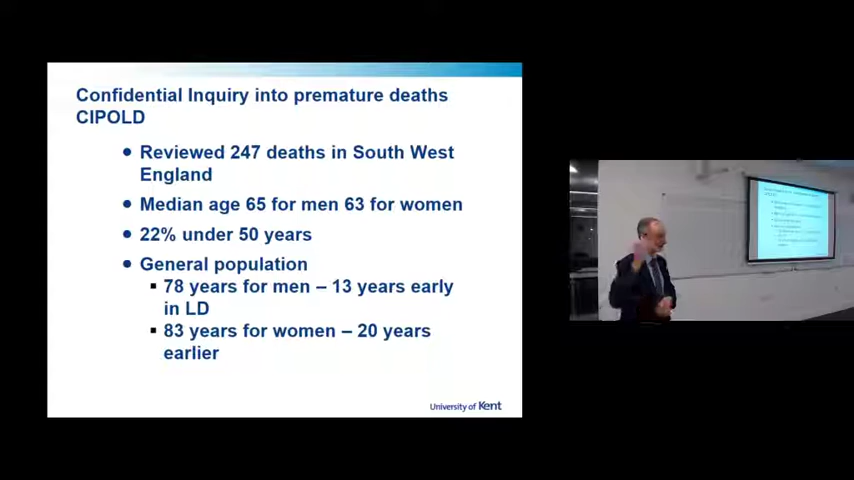 Confidential Inquiry into premature deaths
CIPOLD
• Reviewed 247 deaths in South West
England
• Median age 65 for men 63 for women
• 22% under 50 years
• General population
▪ 78 years for men – 13 years early
in LD
▪ 83 years for women – 20 years
earlier
University of Kent